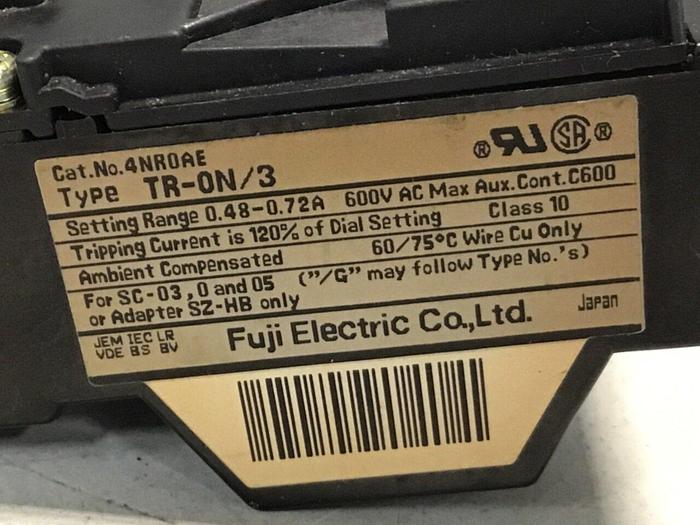 Cat.No.4NR0AE
Type TR-0N/3
Setting Range 0.48-0.72A 600V AC Max Aux.Cont.C600
Tripping Current is 120% of Dial Setting Class 10
Ambient Compensated 60/75°C Wire Cu Only
For SC-03,0 and 05 ("/G" may follow Type No.'s)
or Adapter SZ-HB only
JEM IEC LR
VDE BS BV
Fuji Electric Co.,Ltd.
Japan